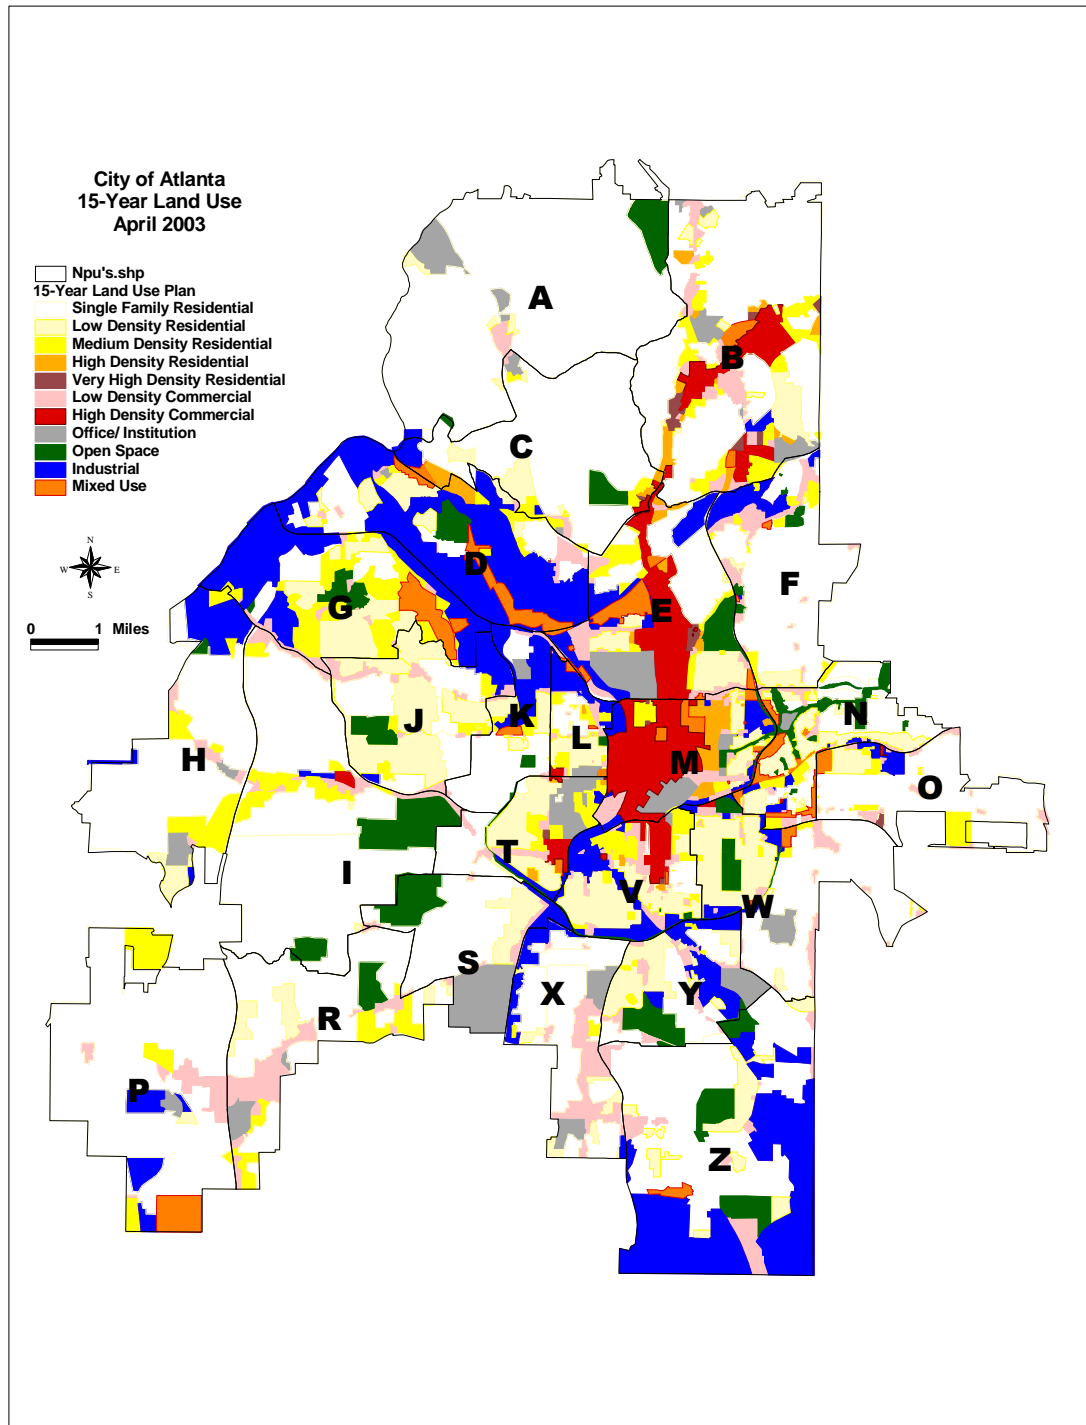 City of Atlanta
15-Year Land Use
April 2003
Npu's.shp
15-Year Land Use Plan
Single Family Residential
Low Density Residential
Medium Density Residential
High Density Residential
Very High Density Residential
Low Density Commercial
High Density Commercial
Office/ Institution
Open Space
Industrial
Mixed Use
N
W E
S
0 1 Miles
A
B
C
D
E
F
G
J
K
L
M
N
H
O
I
T
V
W
S
X
Y
R
P
Z